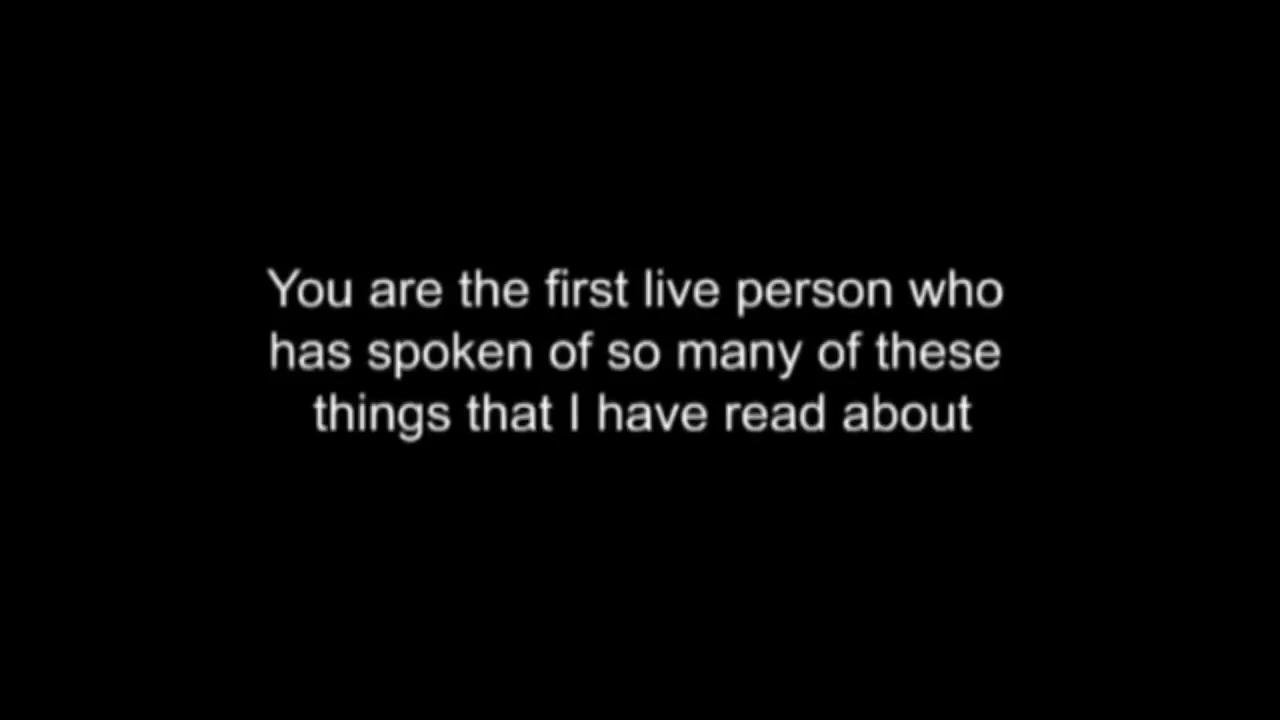 You are the first live person who
has spoken of so many of these
things that I have read about